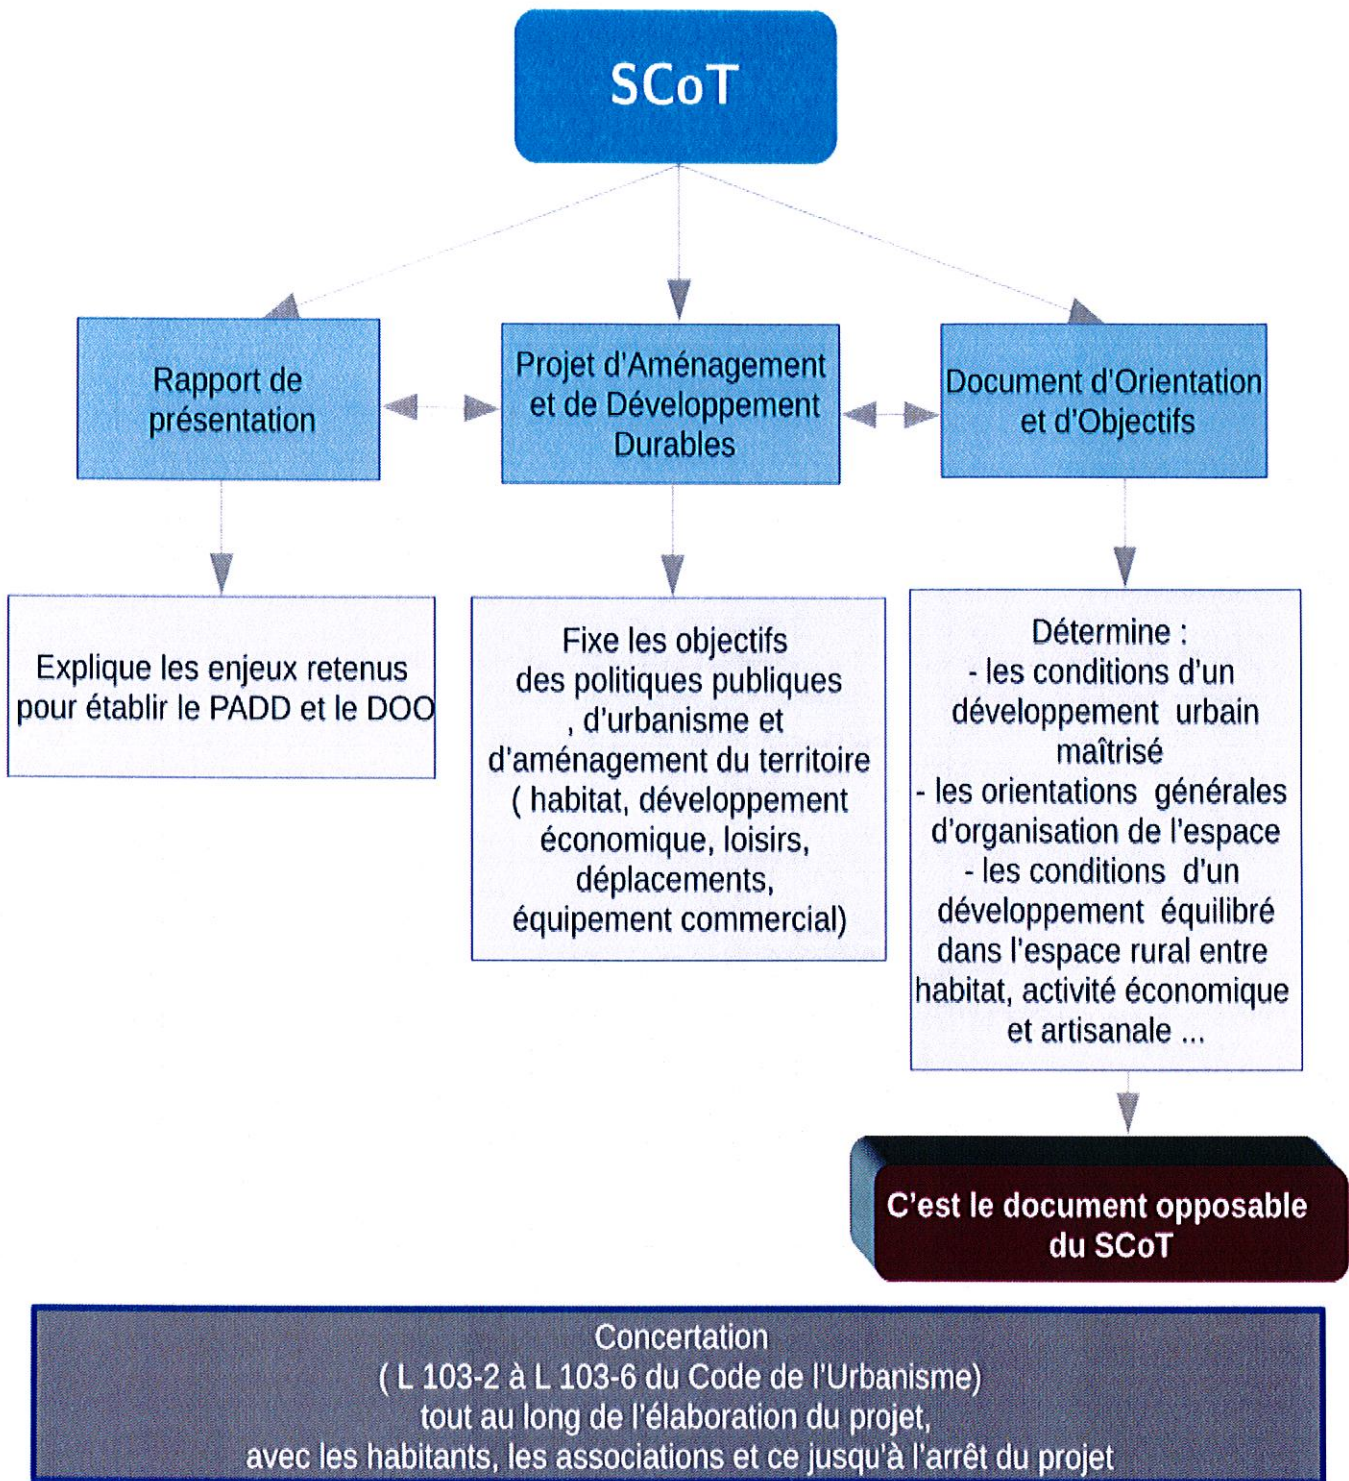 SCoT
Rapport de
présentation
Projet d'Aménagement
et de Développement
Durables
Document d'Orientation
et d'Objectifs
Explique les enjeux retenus
pour établir le PADD et le DOO
Fixe les objectifs
des politiques publiques
, d'urbanisme et
d'aménagement du territoire
( habitat, développement
économique, loisirs,
déplacements,
équipement commercial)
Détermine :
- les conditions d'un
développement urbain
maîtrisé
- les orientations générales
d'organisation de l'espace
- les conditions d'un
développement équilibré
dans l'espace rural entre
habitat, activité économique
et artisanale ...
C'est le document opposable
du SCoT
Concertation
( L 103-2 à L 103-6 du Code de l'Urbanisme)
tout au long de l'élaboration du projet,
avec les habitants, les associations et ce jusqu'à l'arrêt du projet